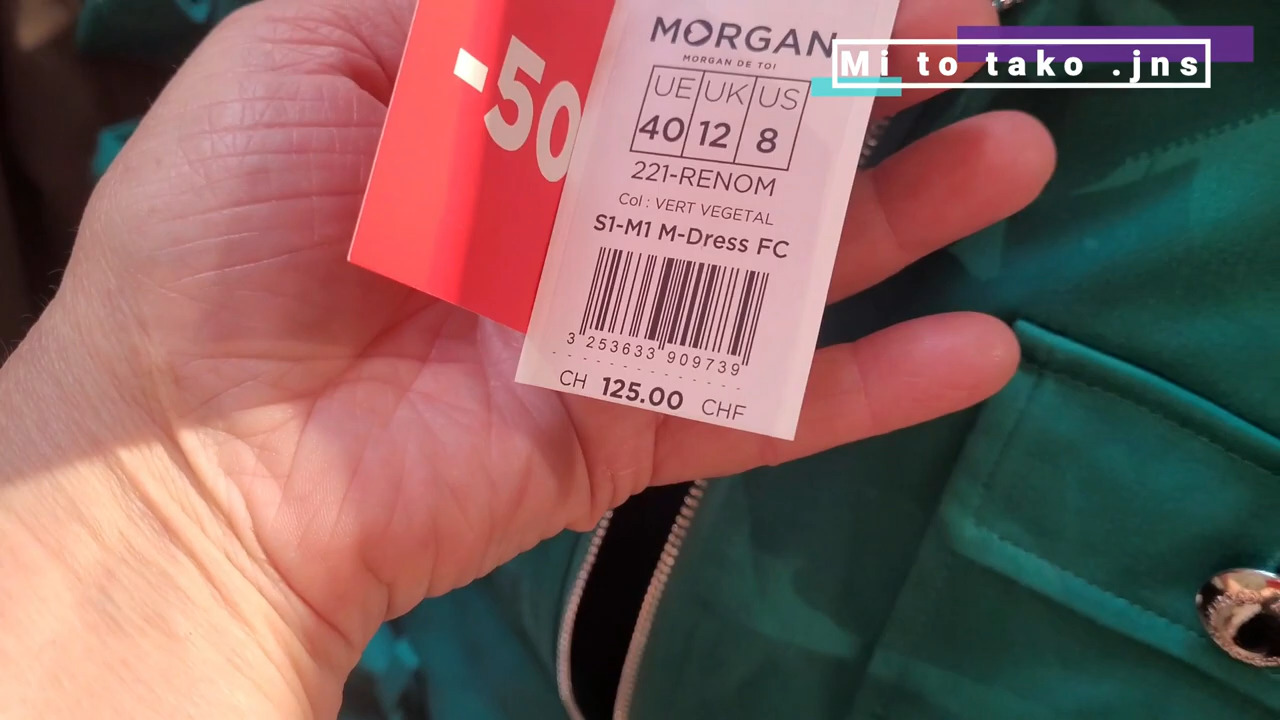 -50
MORGAN
MORGAN DE TOI
UE UK US
40 12 8
221-RENOM
Col : VERT VEGETAL
S1-M1 M-Dress FC
3 253633 909739
CH 125.00 CHF
Mi to tako .jns